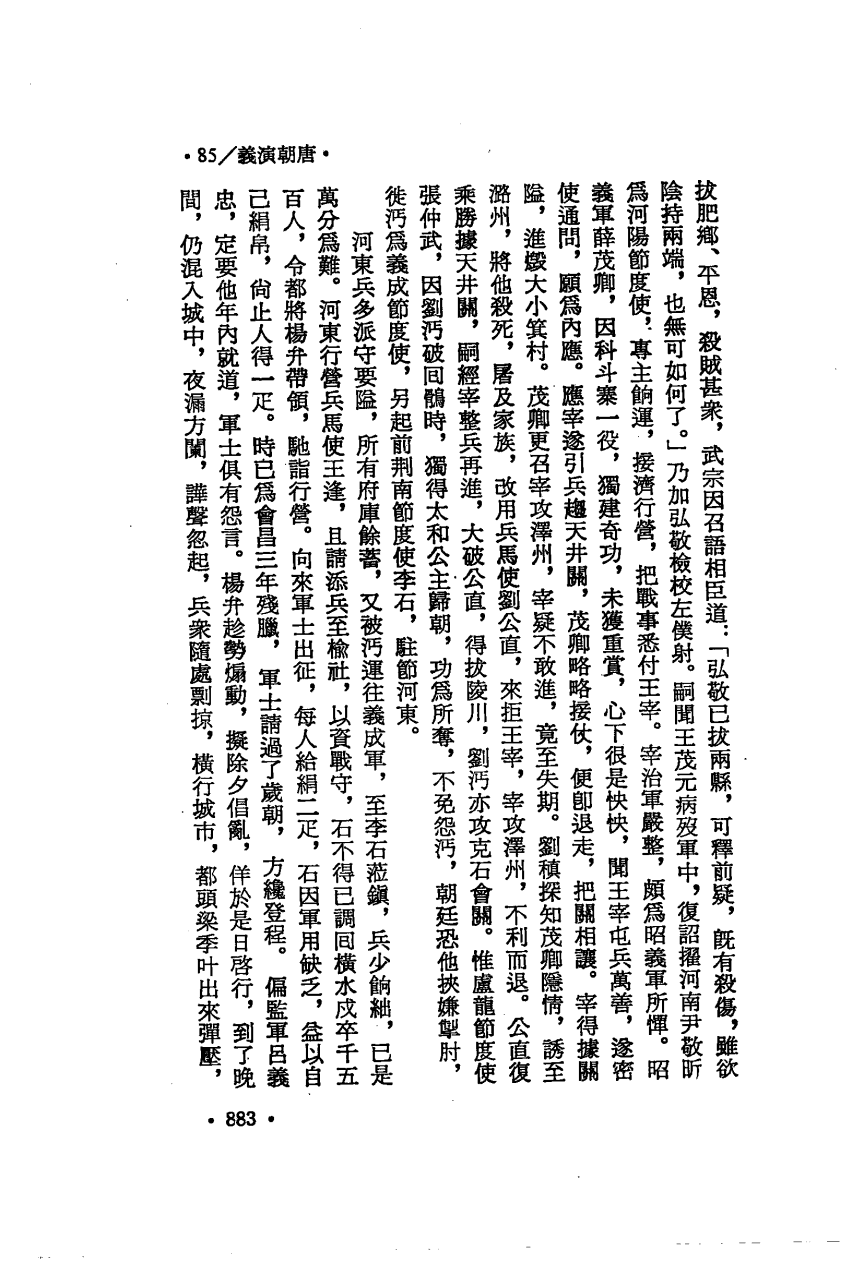 •85/義演朝唐•
拔肥鄉、平恩，殺賊甚衆，武宗因召語相臣道：「弘敬已拔兩縣，可釋前疑，旣有殺傷，雖欲
陰持兩端，也無可如何了。」乃加弘敬檢校左僕射。嗣聞王茂元病歿軍中，復詔擢河南尹敬昕
爲河陽節度使，專主餉運，接濟行營，把戰事悉付王宰。宰治軍嚴整，頗爲昭義軍所憚。昭
義軍薛茂卿，因科斗寨一役，獨建奇功，未獲重賞，心下很是怏怏，聞王宰屯兵萬善，遂密
使通問，願爲內應。應宰遂引兵趨天井關，茂卿略略接仗，便卽退走，把關相讓。宰得據關
隘，進燬大小箕村。茂卿更召宰攻澤州，宰疑不敢進，竟至失期。劉稹探知茂卿隱情，誘至
潞州，將他殺死，屠及家族，改用兵馬使劉公直，來拒王宰，宰攻澤州，不利而退。公直復
乘勝據天井關，嗣經宰整兵再進，大破公直，得拔陵川，劉沔亦攻克石會關。惟盧龍節度使
張仲武，因劉沔破回鶻時，獨得太和公主歸朝，功爲所奪，不免怨沔，朝廷恐他挾嫌掣肘，
徙沔爲義成節度使，另起前荆南節度使李石，駐節河東。
河東兵多派守要隘，所有府庫餘蓄，又被沔運往義成軍，至李石蒞鎭，兵少餉絀，已是
萬分爲難。河東行營兵馬使王逢，且請添兵至榆社，以資戰守，石不得已調回橫水戍卒千五
百人，令都將楊弁帶領，馳詣行營。向來軍士出征，每人給絹二疋，石因軍用缺乏，益以自
己絹帛，尙止人得一疋。時已爲會昌三年殘臘，軍士請過了歲朝，方纔登程。偏監軍呂義
忠，定要他年內就道，軍士俱有怨言。楊弁趁勢煽動，擬除夕倡亂，佯於是日啓行，到了晚
間，仍混入城中，夜漏方闌，譁聲忽起，兵衆隨處剽掠，橫行城市，都頭梁季叶出來彈壓，
•883•